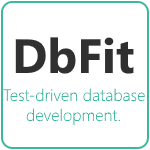 DbFit
Test-driven database
development.